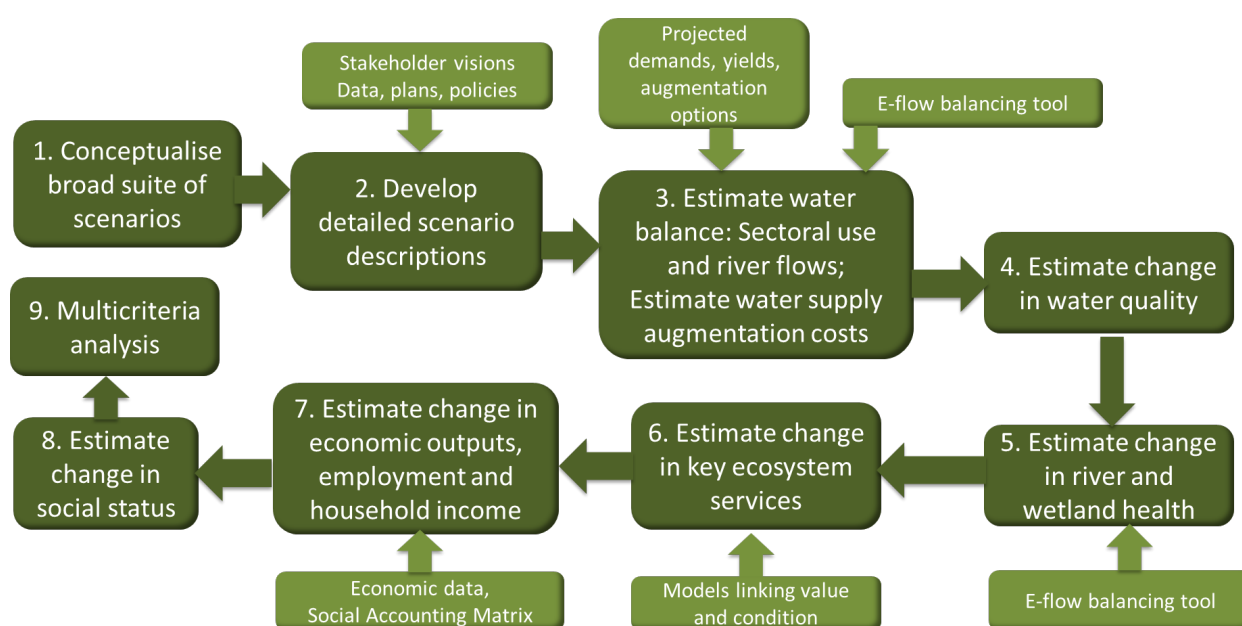 Stakeholder visions
Data, plans, policies
Projected
demands, yields,
augmentation
options
E-flow balancing tool
1. Conceptualise
broad suite of
scenarios
2. Develop
detailed scenario
descriptions
3. Estimate water
balance: Sectoral use
and river flows;
Estimate water supply
augmentation costs
4. Estimate change
in water quality
5. Estimate change
in river and
wetland health
E-flow balancing tool
6. Estimate change
in key ecosystem
services
Models linking value
and condition
7. Estimate change in
economic outputs,
employment and
household income
Economic data,
Social Accounting Matrix
8. Estimate
change in
social status
9. Multicriteria
analysis